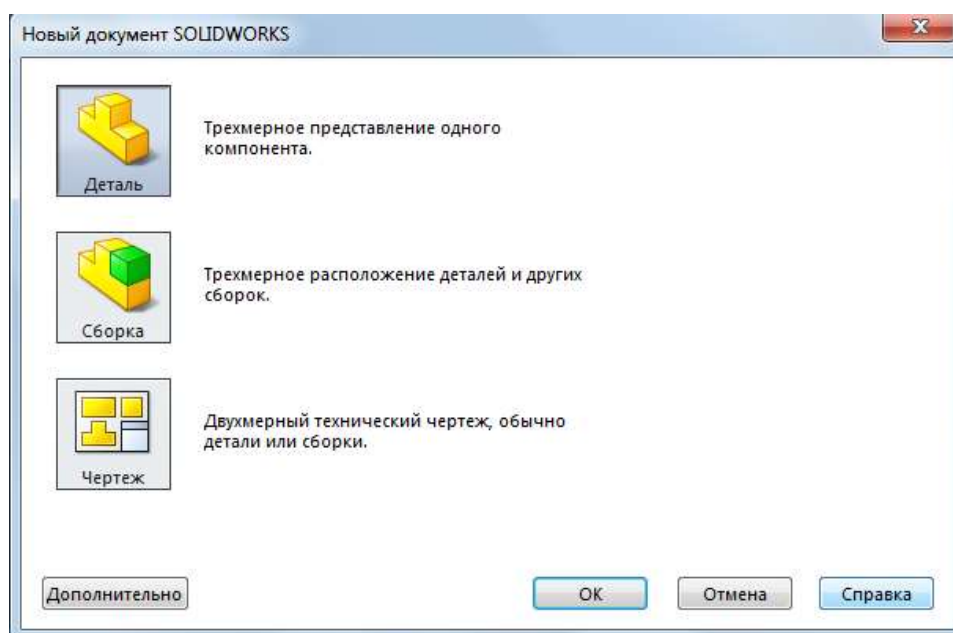 Новый документ SOLIDWORKS
Деталь
Трехмерное представление одного
компонента.
Сборка
Трехмерное расположение деталей и других
сборок.
Чертеж
Двухмерный технический чертеж, обычно
детали или сборки.
Дополнительно
OK
Отмена
Справка